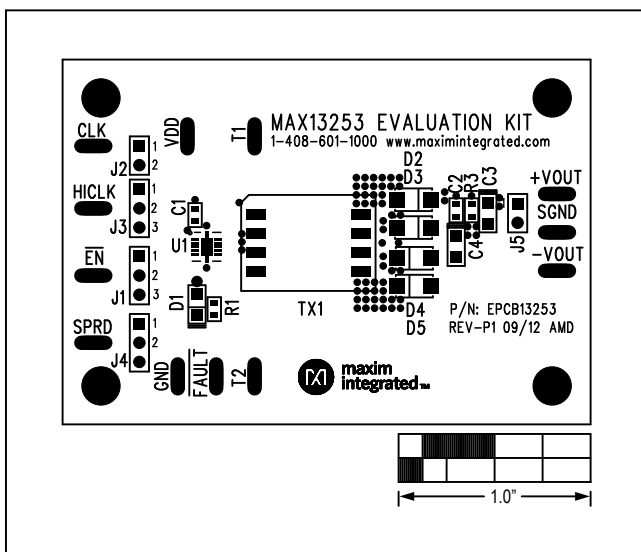 MAX13253 EVALUATION KIT
1-408-601-1000 www.maximintegrated.com
CLK
VDD
T1
D2
D3
1
2
J2
HICLK
1
2
3
J3
C1
U1
C2
R3
C3
C4
J5
+VOUT
SGND
-VOUT
EN
1
2
3
J1
D1
R1
TX1
D4
D5
P/N: EPCB13253
REV-P1 09/12 AMD
SPRD
1
2
3
J4
GND
FAULT
T2
maxim
integrated™
1.0"